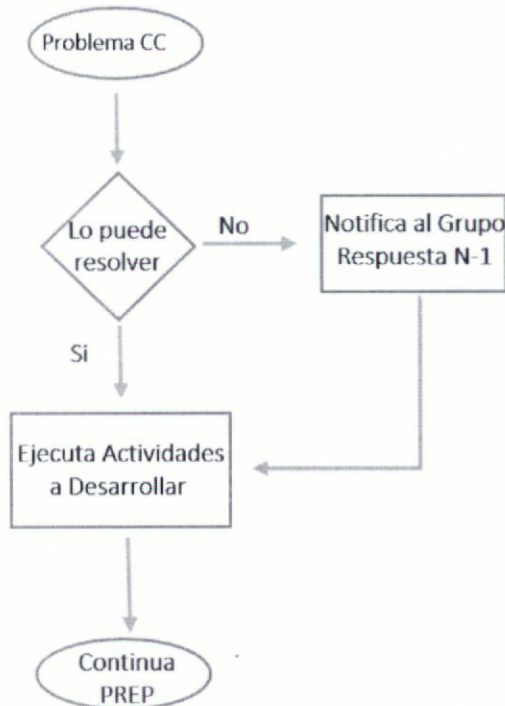 Problema CC
Lo puede
resolver
No
Notifica al Grupo
Respuesta N-1
Si
Ejecuta Actividades
a Desarrollar
Continua
PREP